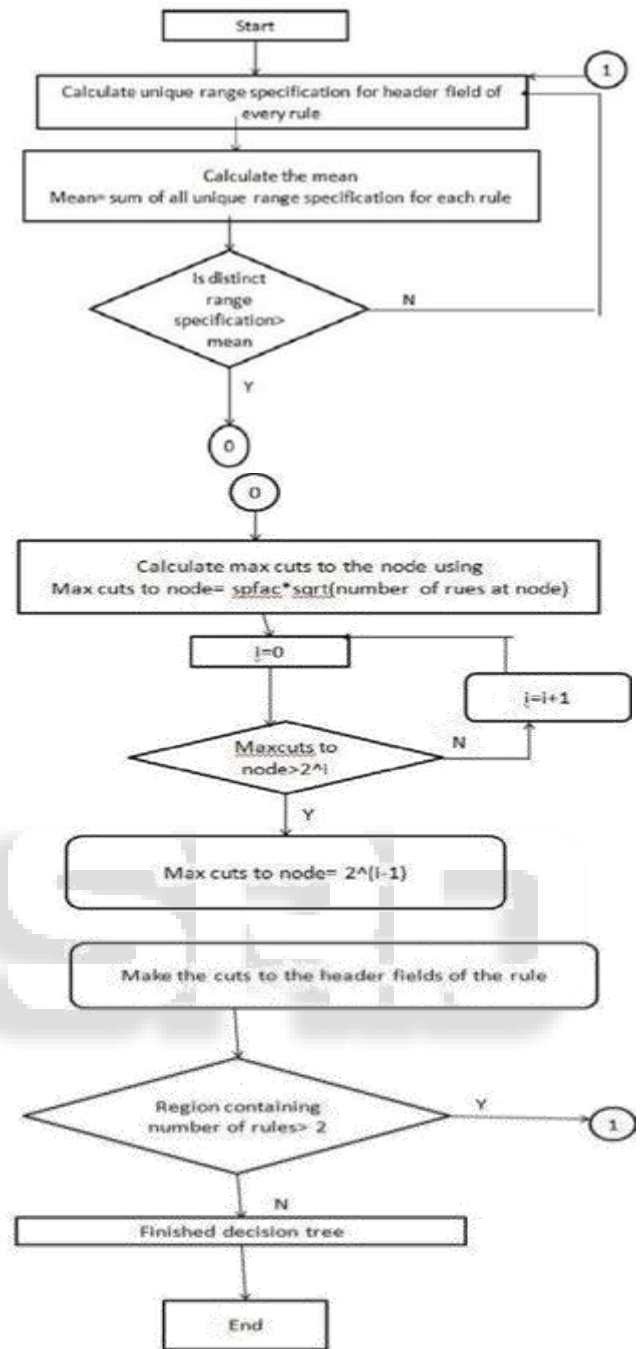 Start
1
Calculate unique range specification for header field of
every rule
Calculate the mean
Mean= sum of all unique range specification for each rule
Is distinct
range
specification>
mean
N
Y
0
0
Calculate max cuts to the node using
Max cuts to node= spfac*sqrt(number of rues at node)
i=0
i=i+1
Maxcuts to
node>2^i
N
Y
Max cuts to node= 2^(i-1)
Make the cuts to the header fields of the rule
Region containing
number of rules> 2
Y
1
N
Finished decision tree
End